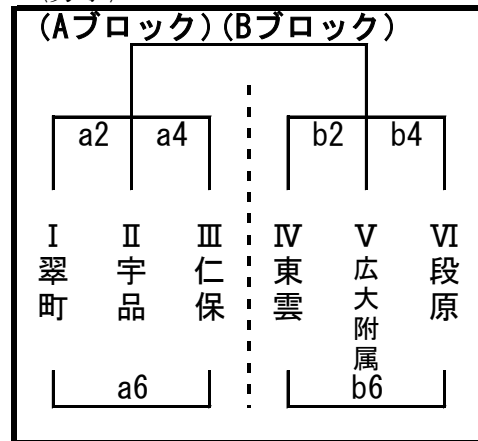 (Aブロック)(Bブロック)
a2 a4 b2 b4
Ⅰ Ⅱ Ⅲ Ⅳ Ⅴ Ⅵ
翠町 宇品 仁保 東雲 広大附属 段原
a6 b6